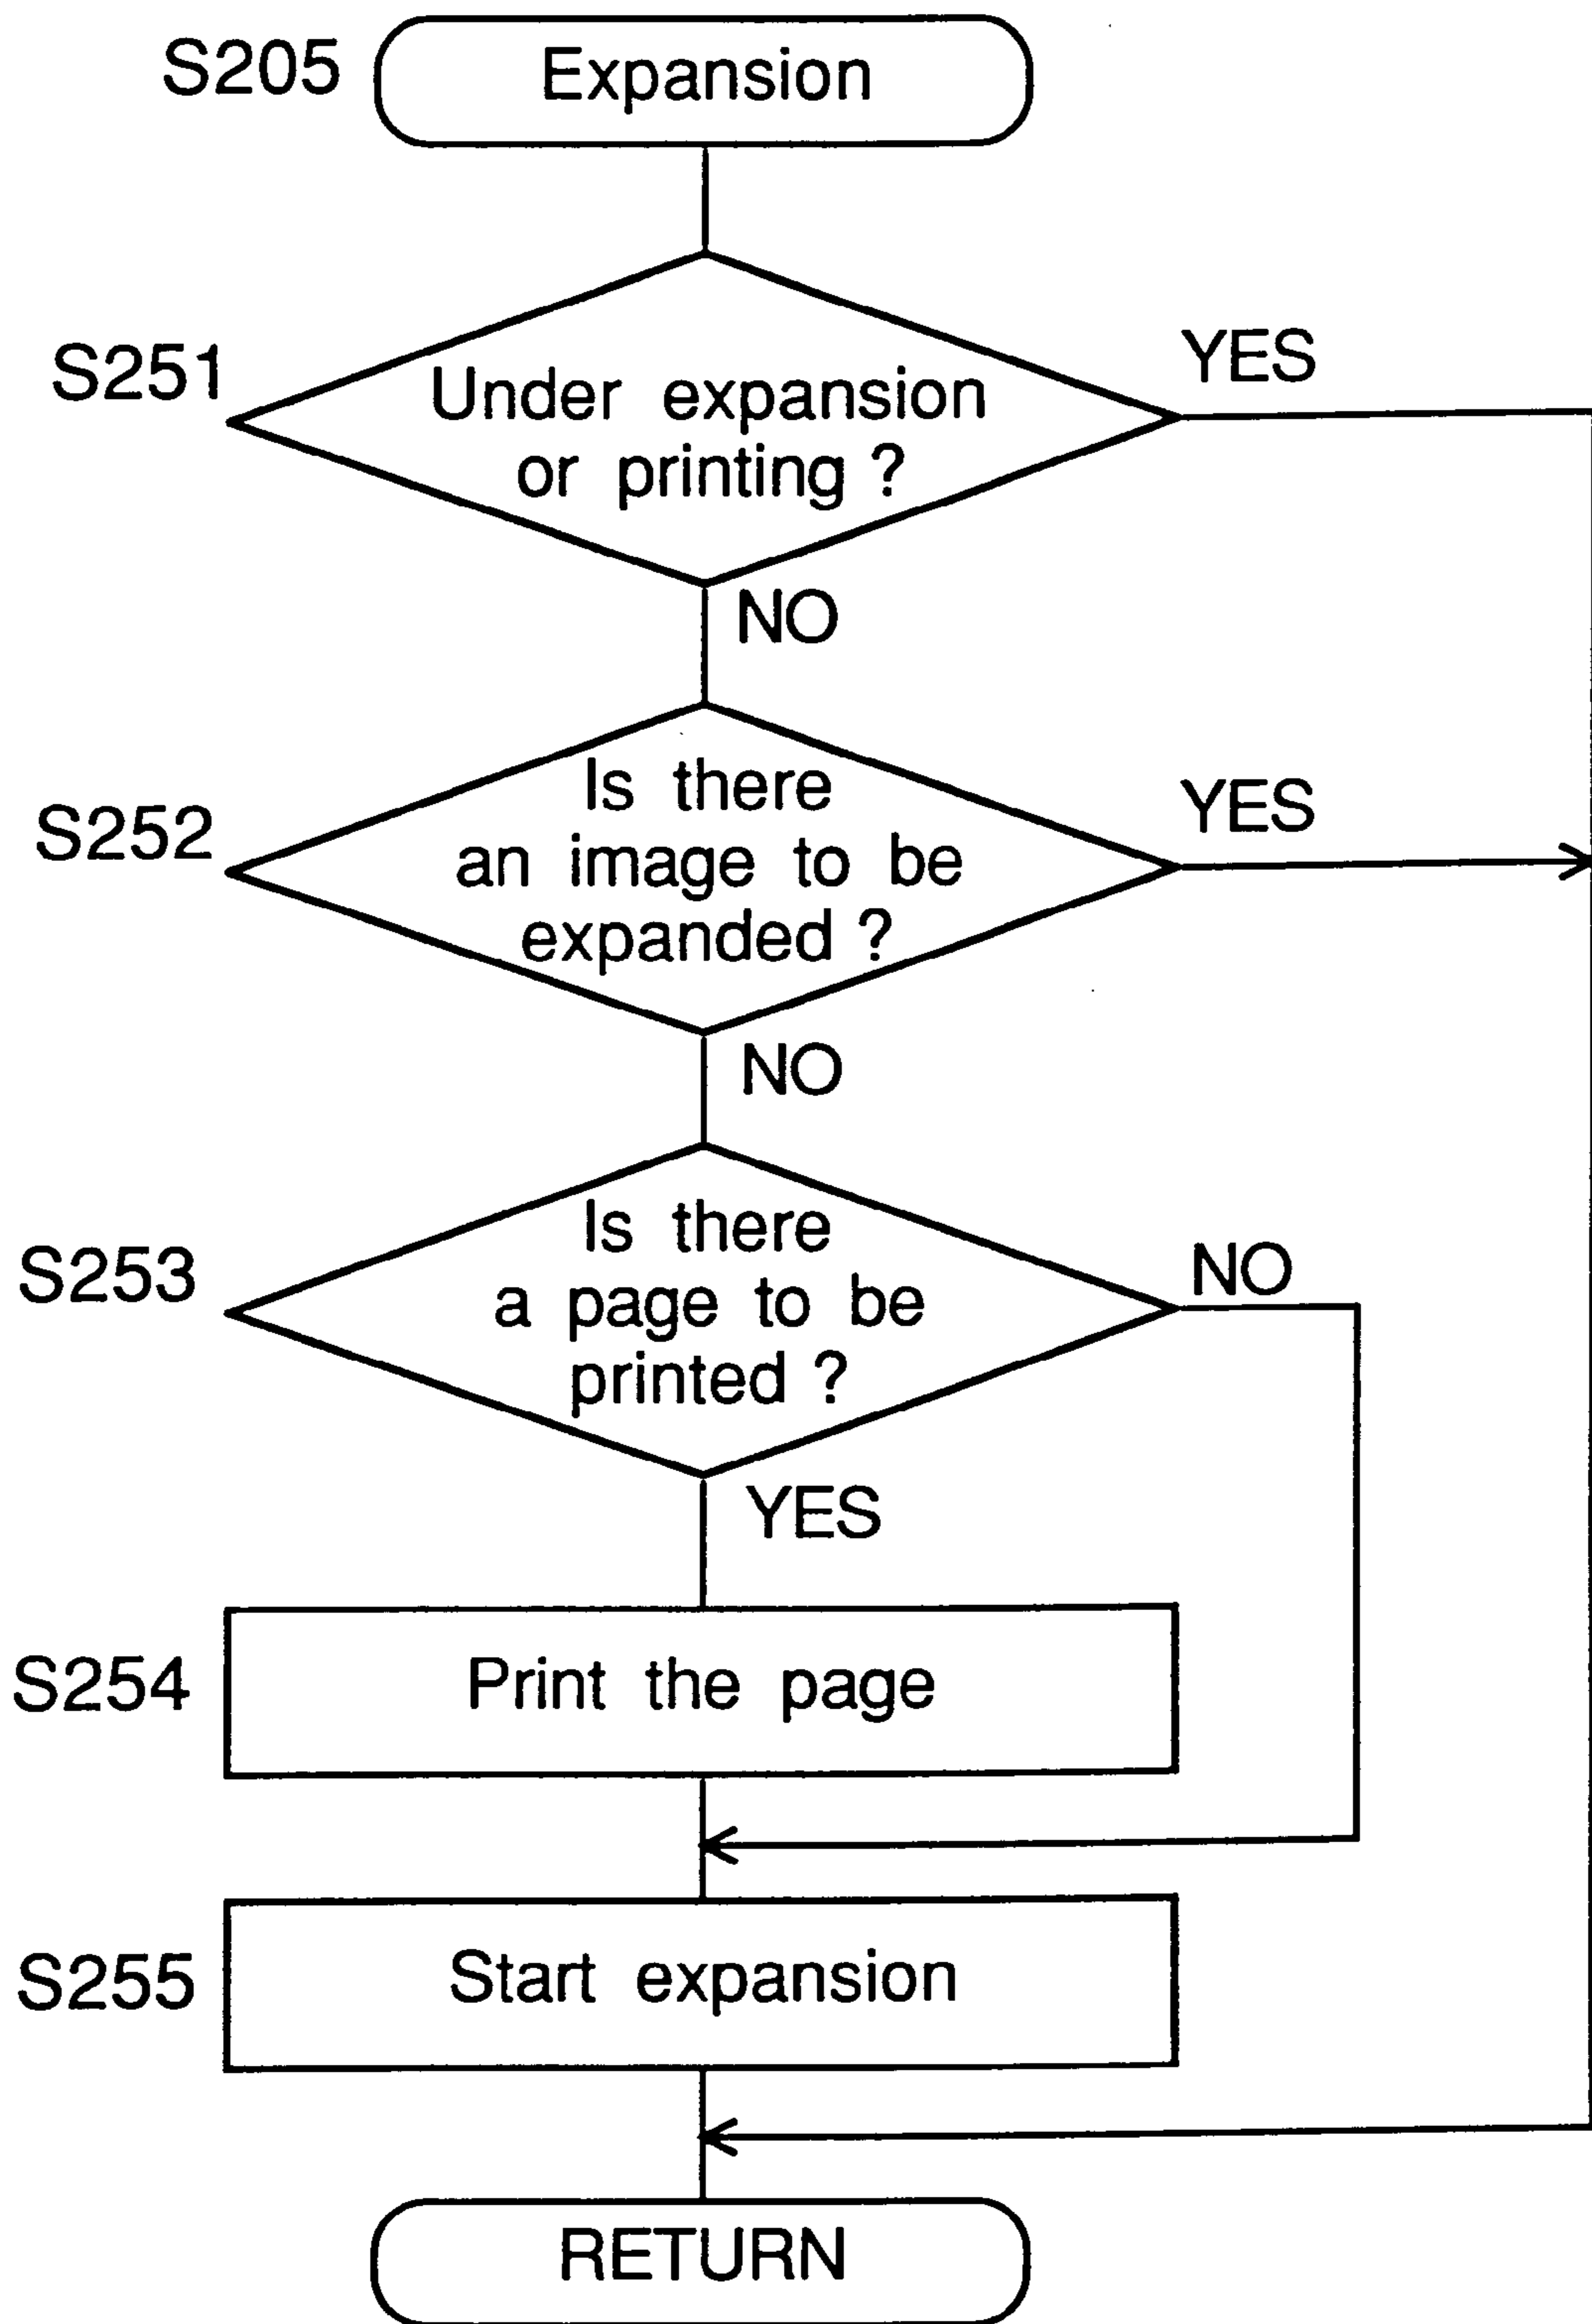 S205 Expansion
S251
YES
Under expansion
or printing ?
NO
S252
Is there
an image to be
expanded ?
YES
NO
S253
Is there
a page to be
printed ?
NO
YES
S254
Print the page
S255
Start expansion
RETURN